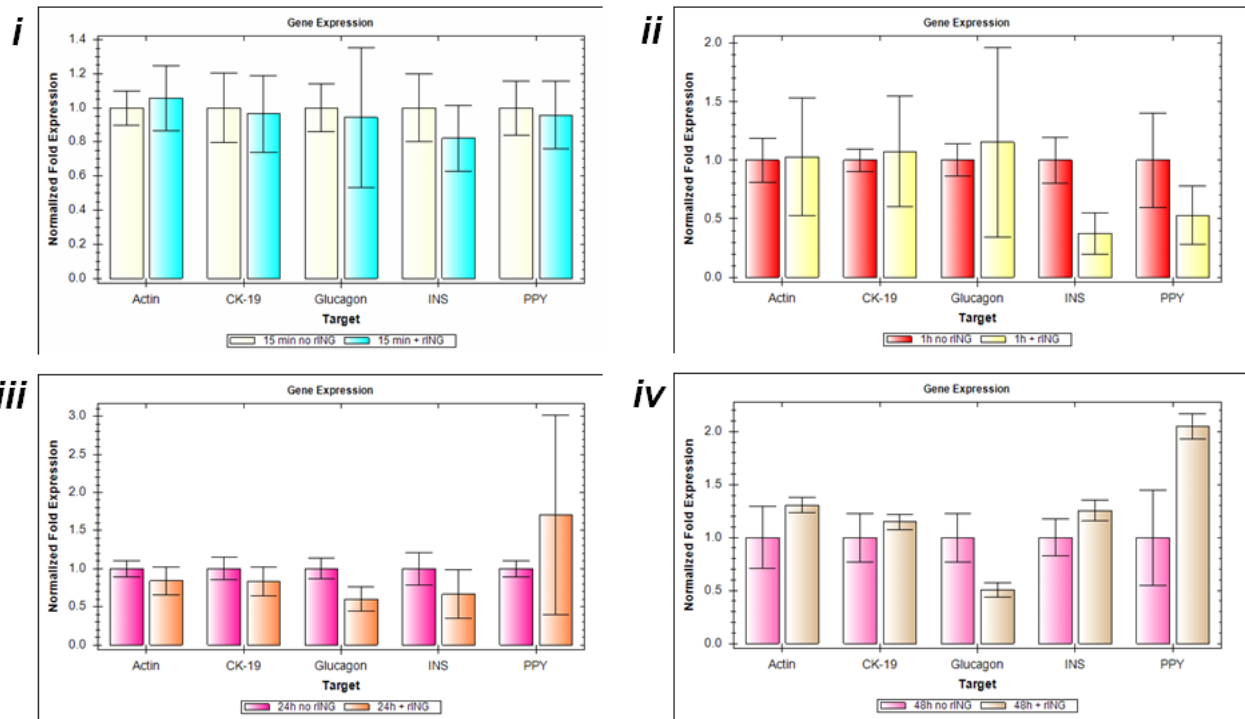 i
Gene Expression
Normalized Fold Expression
1.4
1.2
1.0
0.8
0.6
0.4
0.2
0.0
Actin CK-19 Glucagon INS PPY
Target
15 min no rING 15 min + rING
ii
Gene Expression
Normalized Fold Expression
2.0
1.5
1.0
0.5
0.0
Actin CK-19 Glucagon INS PPY
Target
1h no rING 1h + rING
iii
Gene Expression
Normalized Fold Expression
3.0
2.5
2.0
1.5
1.0
0.5
0.0
Actin CK-19 Glucagon INS PPY
Target
24h no rING 24h + rING
iv
Gene Expression
Normalized Fold Expression
2.0
1.5
1.0
0.5
0.0
Actin CK-19 Glucagon INS PPY
Target
48h no rING 48h + rING